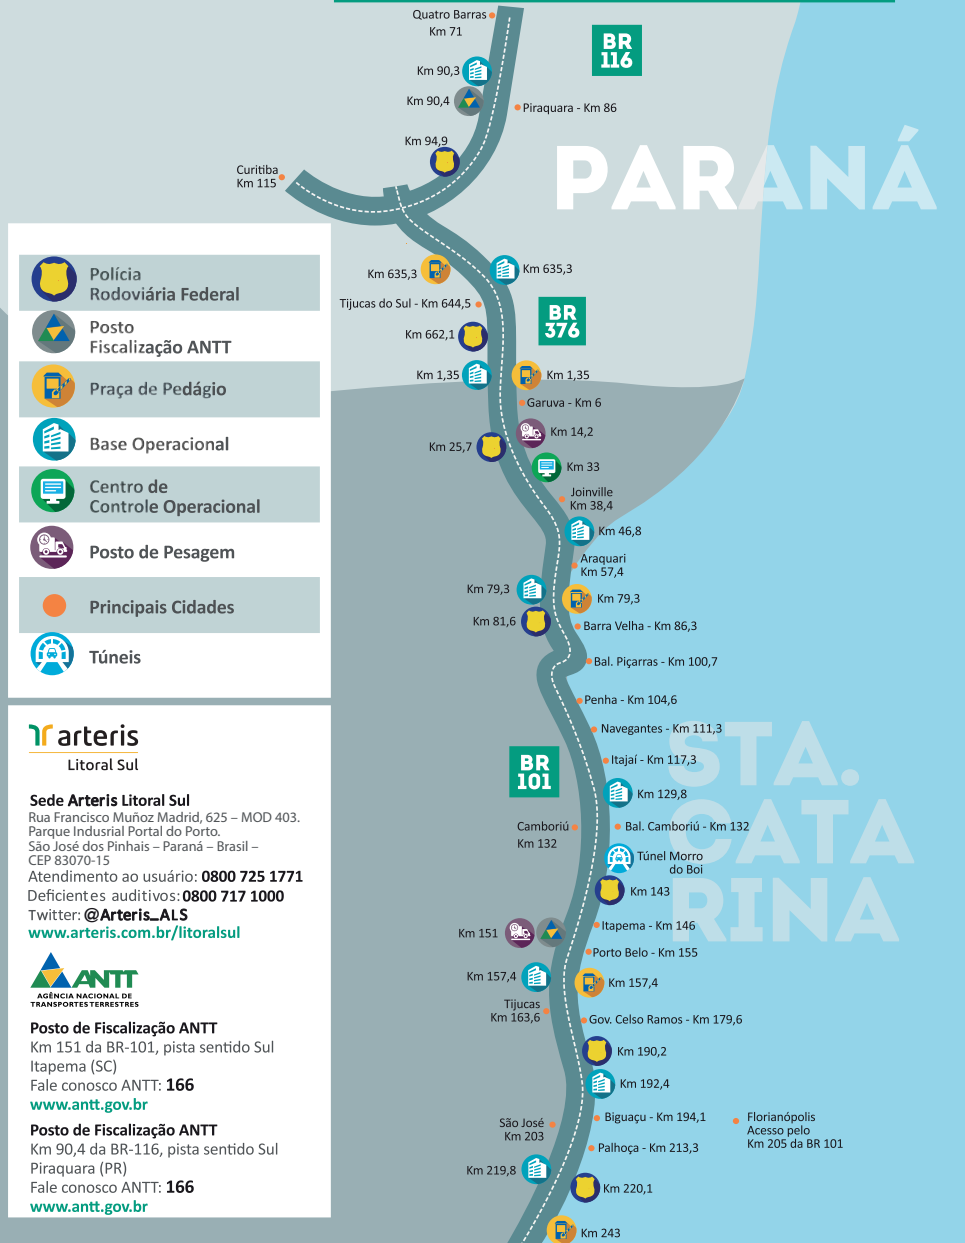 Quatro Barras
Km 71
BR
116
Km 90,3
Km 90,4
Piraquara - Km 86
Km 94,9
PARANÁ
Curitiba
Km 115
Km 635,3
Km 635,3
Tijucas do Sul - Km 644,5
BR
376
Km 662,1
Km 1,35
Km 1,35
Garuva - Km 6
Km 14,2
Km 25,7
Km 33
Joinville
Km 38,4
Km 46,8
Araquari
Km 57,4
Km 79,3
Km 79,3
Km 81,6
Barra Velha - Km 86,3
Bal. Piçarras - Km 100,7
Penha - Km 104,6
Navegantes - Km 111,3
STA.
CATA
RINA
Itajaí - Km 117,3
BR
101
Km 129,8
Camboriú
Km 132
Bal. Camboriú - Km 132
Túnel Morro
do Boi
Km 143
Itapema - Km 146
Km 151
Porto Belo - Km 155
Km 157,4
Km 157,4
Tijucas
Km 163,6
Gov. Celso Ramos - Km 179,6
Km 190,2
Km 192,4
Biguaçu - Km 194,1
Florianópolis
Acesso pelo
Km 205 da BR 101
São José
Km 203
Palhoça - Km 213,3
Km 219,8
Km 220,1
Km 243
Polícia
Rodoviária Federal
Posto
Fiscalização ANTT
Praça de Pedágio
Base Operacional
Centro de
Controle Operacional
Posto de Pesagem
Principais Cidades
Túneis
arteris
Litoral Sul
Sede Arteris Litoral Sul
Rua Francisco Muñoz Madrid, 625 – MOD 403.
Parque Indusrial Portal do Porto.
São José dos Pinhais – Paraná – Brasil –
CEP 83070-15
Atendimento ao usuário: 0800 725 1771
Deficientes auditivos: 0800 717 1000
Twitter: @Arteris_ALS
www.arteris.com.br/litoralsul
ANTT
AGÊNCIA NACIONAL DE
TRANSPORTES TERRESTRES
Posto de Fiscalização ANTT
Km 151 da BR-101, pista sentido Sul
Itapema (SC)
Fale conosco ANTT: 166
www.antt.gov.br
Posto de Fiscalização ANTT
Km 90,4 da BR-116, pista sentido Sul
Piraquara (PR)
Fale conosco ANTT: 166
www.antt.gov.br